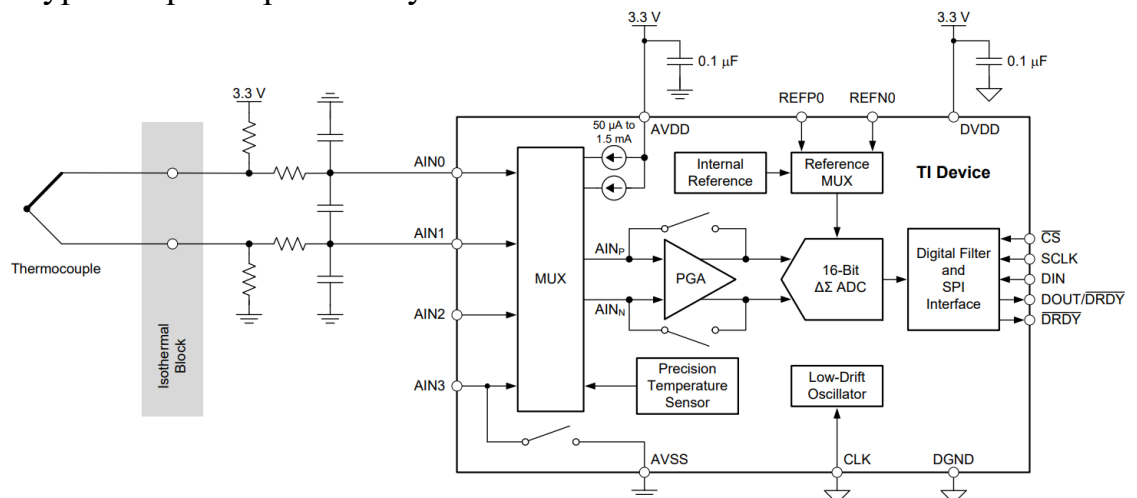 3.3 V
3.3 V
0.1 μF
0.1 μF
3.3 V
REFP0
REFN0
AVDD
DVDD
50 μA to
1.5 mA
AIN0
Internal
Reference
Reference
MUX
TI Device
AIN1
AINP
MUX
PGA
16-Bit
ΔΣ ADC
Digital Filter
and
SPI
Interface
CS
SCLK
DIN
DOUT/DRDY
DRDY
Thermocouple
AINN
AIN2
Isothermal
Block
AIN3
Precision
Temperature
Sensor
Low-Drift
Oscillator
AVSS
CLK
DGND